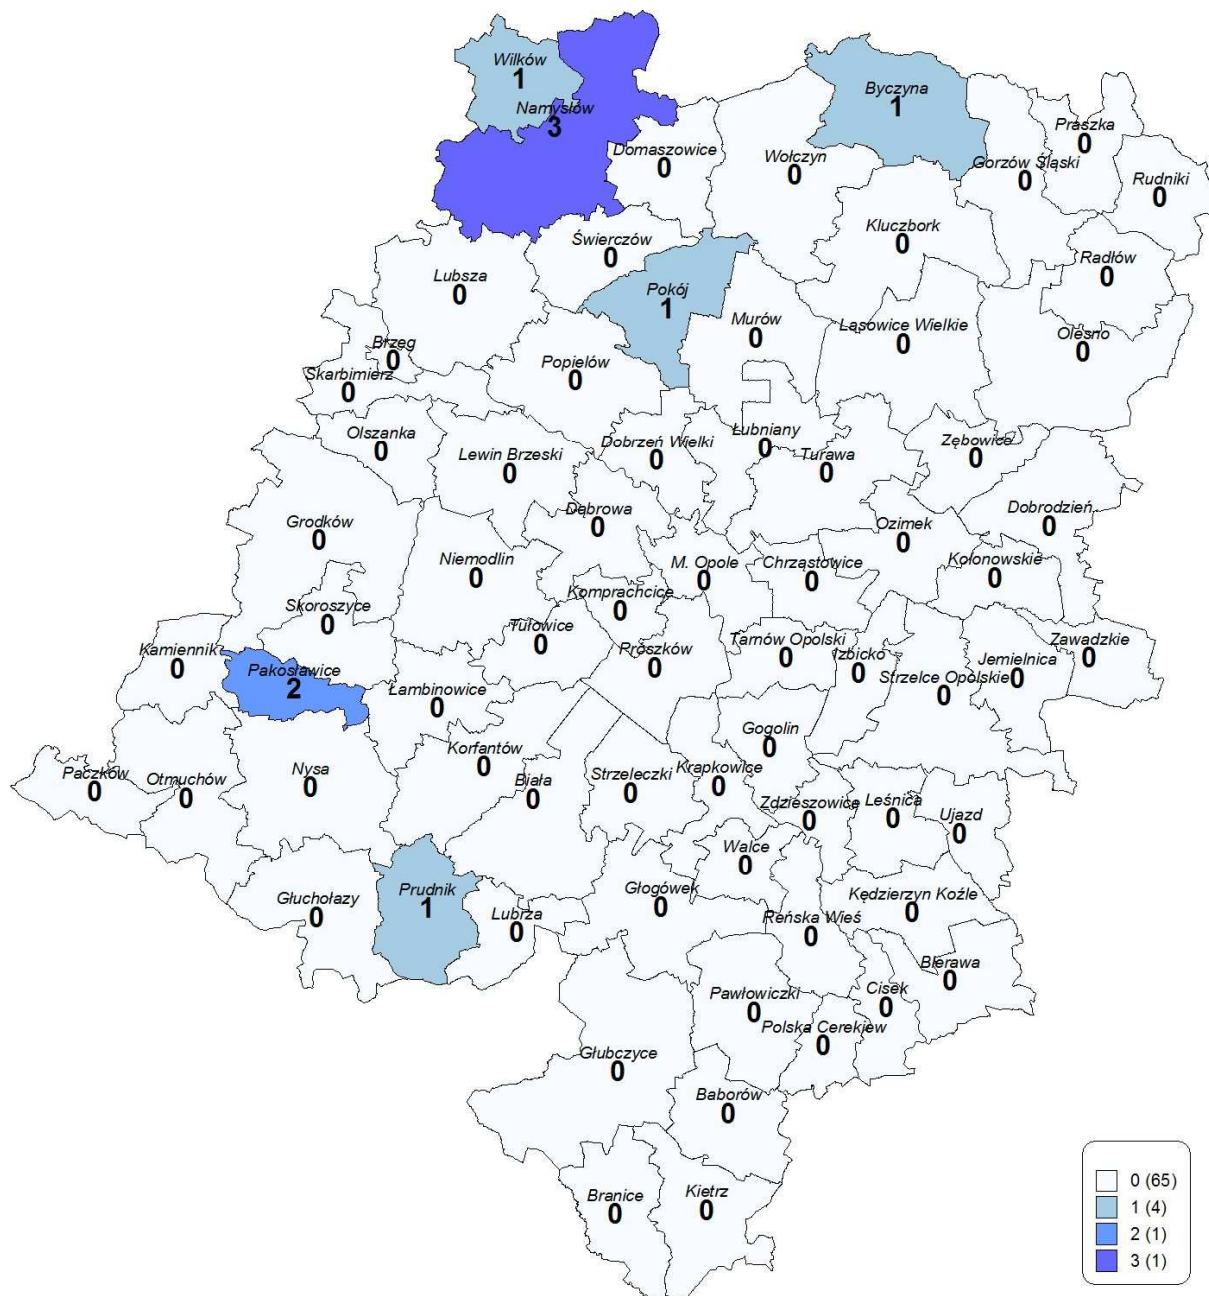 Wilków
1
Namysłów
3
Byczyna
1
Praszka
0
Domaszowice
0
Wołczyn
0
Gorzów Śląski
0
Rudniki
0
Kluczbork
0
Świerczów
0
Radłów
0
Lubsza
0
Pokój
1
Murów
0
Lasowice Wielkie
0
Olesno
0
Brzeg
0
Skarbimierz
0
Popielów
0
Olszanka
0
Lewin Brzeski
0
Dobrzeń Wielki
0
Łubniany
0
Turawa
0
Zębowice
0
Dobrodzień
0
Grodków
0
Dąbrowa
0
Ozimek
0
Niemodlin
0
M. Opole
0
Chrząstowice
0
Kolonowskie
0
Skoroszyce
0
Komprachcice
0
Tułowice
0
Kamiennik
0
Pakosławice
2
Prószków
0
Tarnów Opolski
0
Izbicko
0
Strzelce Opolskie
0
Jemielnica
0
Zawadzkie
0
Łambinowice
0
Gogolin
0
Korfantów
0
Paczków
0
Otmuchów
0
Nysa
0
Biała
0
Strzeleczki
0
Krapkowice
0
Zdzieszowice
0
Leśnica
0
Ujazd
0
Walce
0
Głuchołazy
0
Prudnik
1
Lubrza
0
Głogówek
0
Reńska Wieś
0
Kędzierzyn Koźle
0
Bierawa
0
Cisek
0
Pawłowiczki
0
Polska Cerekiew
0
Głubczyce
0
Baborów
0
Branice
0
Kietrz
0
0 (65)
1 (4)
2 (1)
3 (1)